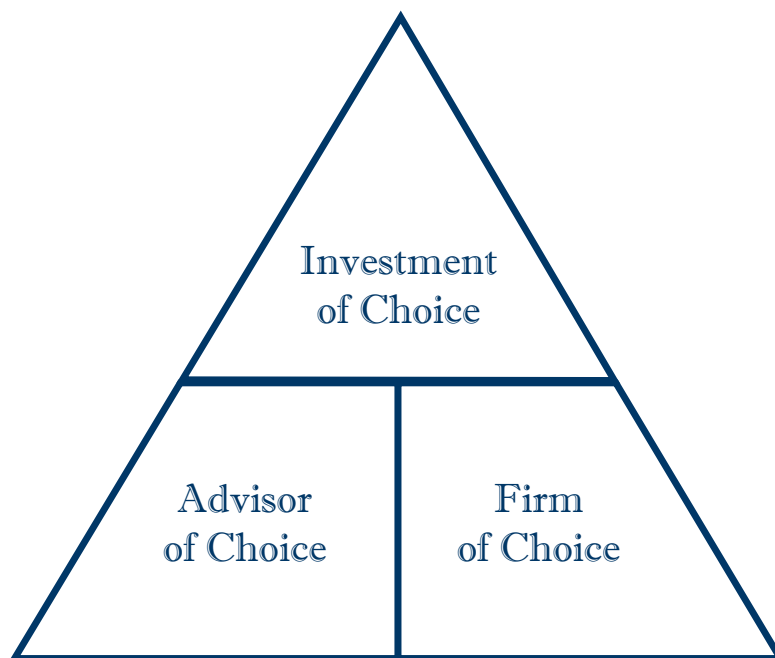 Investment
of Choice
Advisor
of Choice
Firm
of Choice